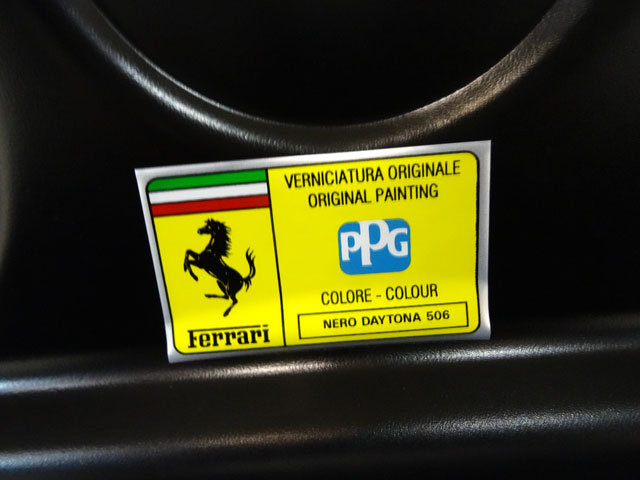 VERNICIATURA ORIGINALE
ORIGINAL PAINTING
PPG
COLORE - COLOUR
NERO DAYTONA 506
Ferrari